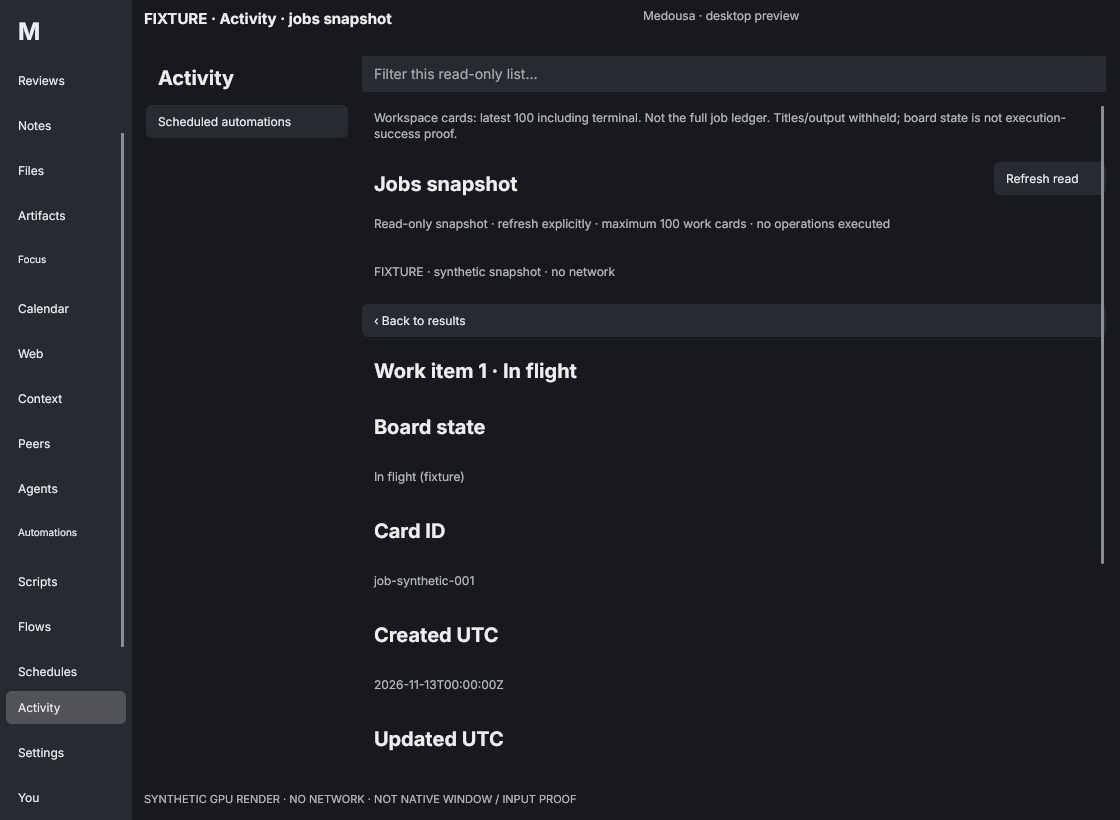 M
Reviews
Notes
Files
Artifacts
Focus
Calendar
Web
Context
Peers
Agents
Automations
Scripts
Flows
Schedules
Activity
Settings
You
FIXTURE · Activity · jobs snapshot
Medousa · desktop preview
Activity
Scheduled automations
Filter this read-only list...
Workspace cards: latest 100 including terminal. Not the full job ledger. Titles/output withheld; board state is not execution-
success proof.
Jobs snapshot
Refresh read
Read-only snapshot · refresh explicitly · maximum 100 work cards · no operations executed
FIXTURE · synthetic snapshot · no network
‹ Back to results
Work item 1 · In flight
Board state
In flight (fixture)
Card ID
job-synthetic-001
Created UTC
2026-11-13T00:00:00Z
Updated UTC
SYNTHETIC GPU RENDER · NO NETWORK · NOT NATIVE WINDOW / INPUT PROOF